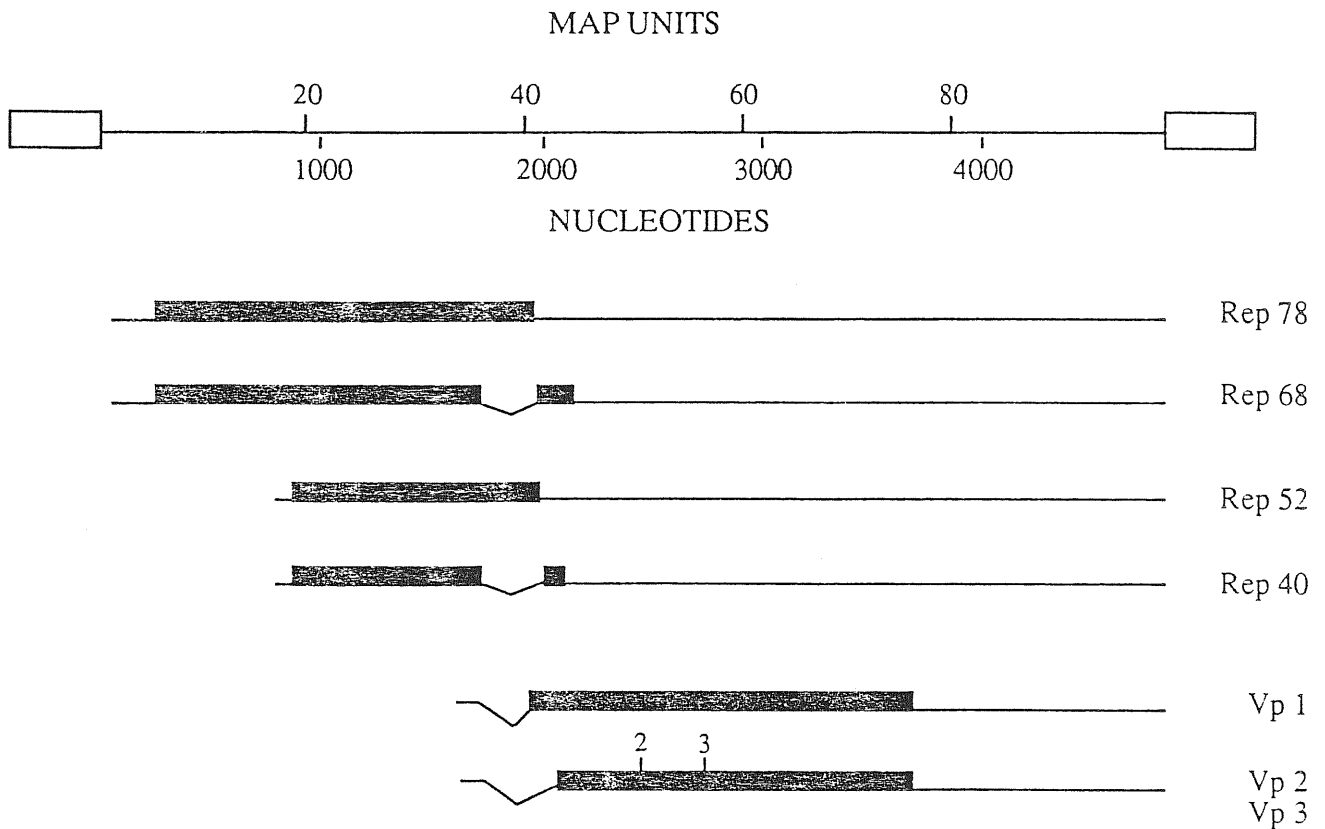 MAP UNITS
20 40 60 80
1000 2000 3000 4000
NUCLEOTIDES
Rep 78
Rep 68
Rep 52
Rep 40
Vp 1
2 3
Vp 2
Vp 3